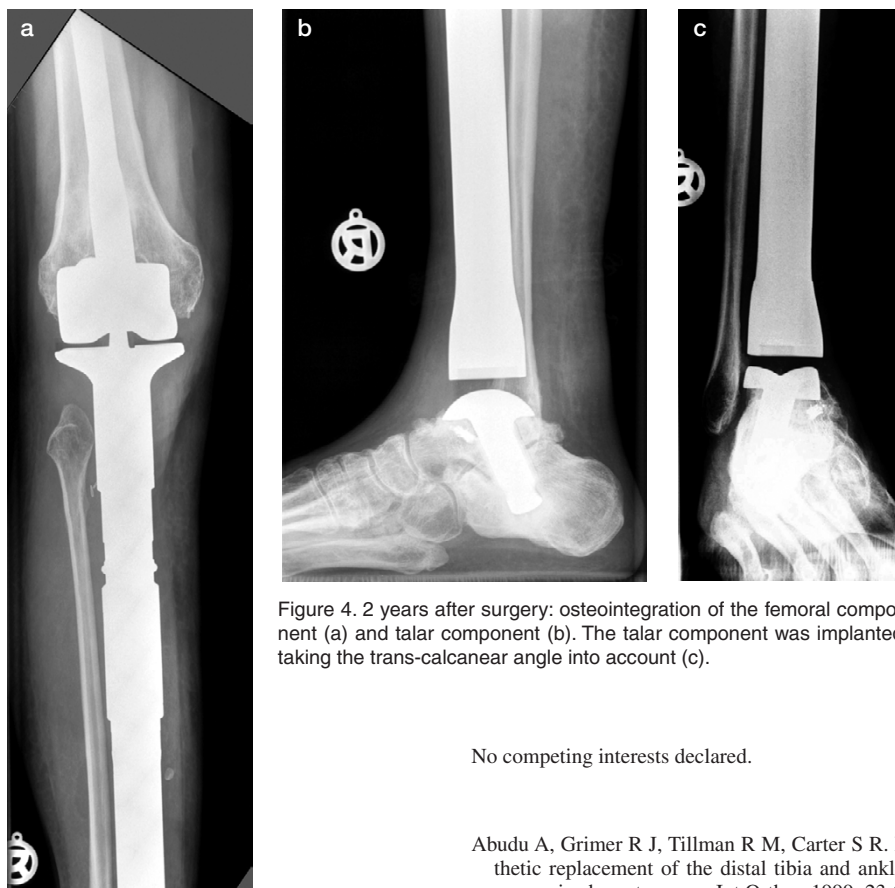 a
b
c
R
R
R
Figure 4. 2 years after surgery: osteointegration of the femoral compo-
nent (a) and talar component (b). The talar component was implanted
taking the trans-calcanear angle into account (c).
No competing interests declared.
Abudu A, Grimer R J, Tillman R M, Carter S R.
thetic replacement of the distal tibia and ankl